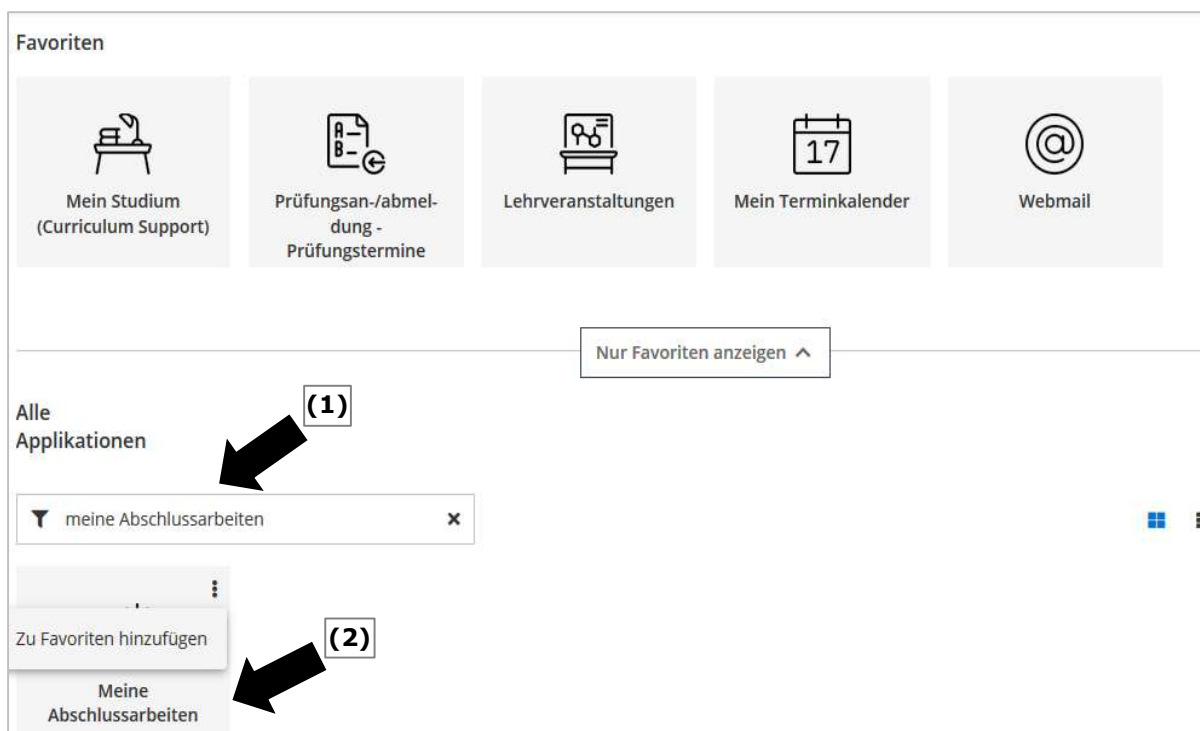 Favoriten
A
B
17
@
Mein Studium
(Curriculum Support)
Prüfungsan-/abmel-
dung -
Prüfungstermine
Lehrveranstaltungen
Mein Terminkalender
Webmail
Nur Favoriten anzeigen
Alle
Applikationen
(1)
meine Abschlussarbeiten
Zu Favoriten hinzufügen
(2)
Meine
Abschlussarbeiten